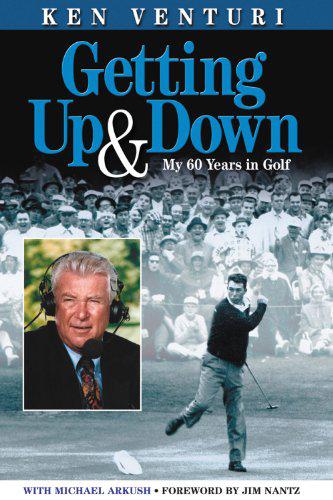 KEN VENTURI
Getting
Up & Down
My 60 Years in Golf
WITH MICHAEL ARKUSH • FOREWORD BY JIM NANTZ